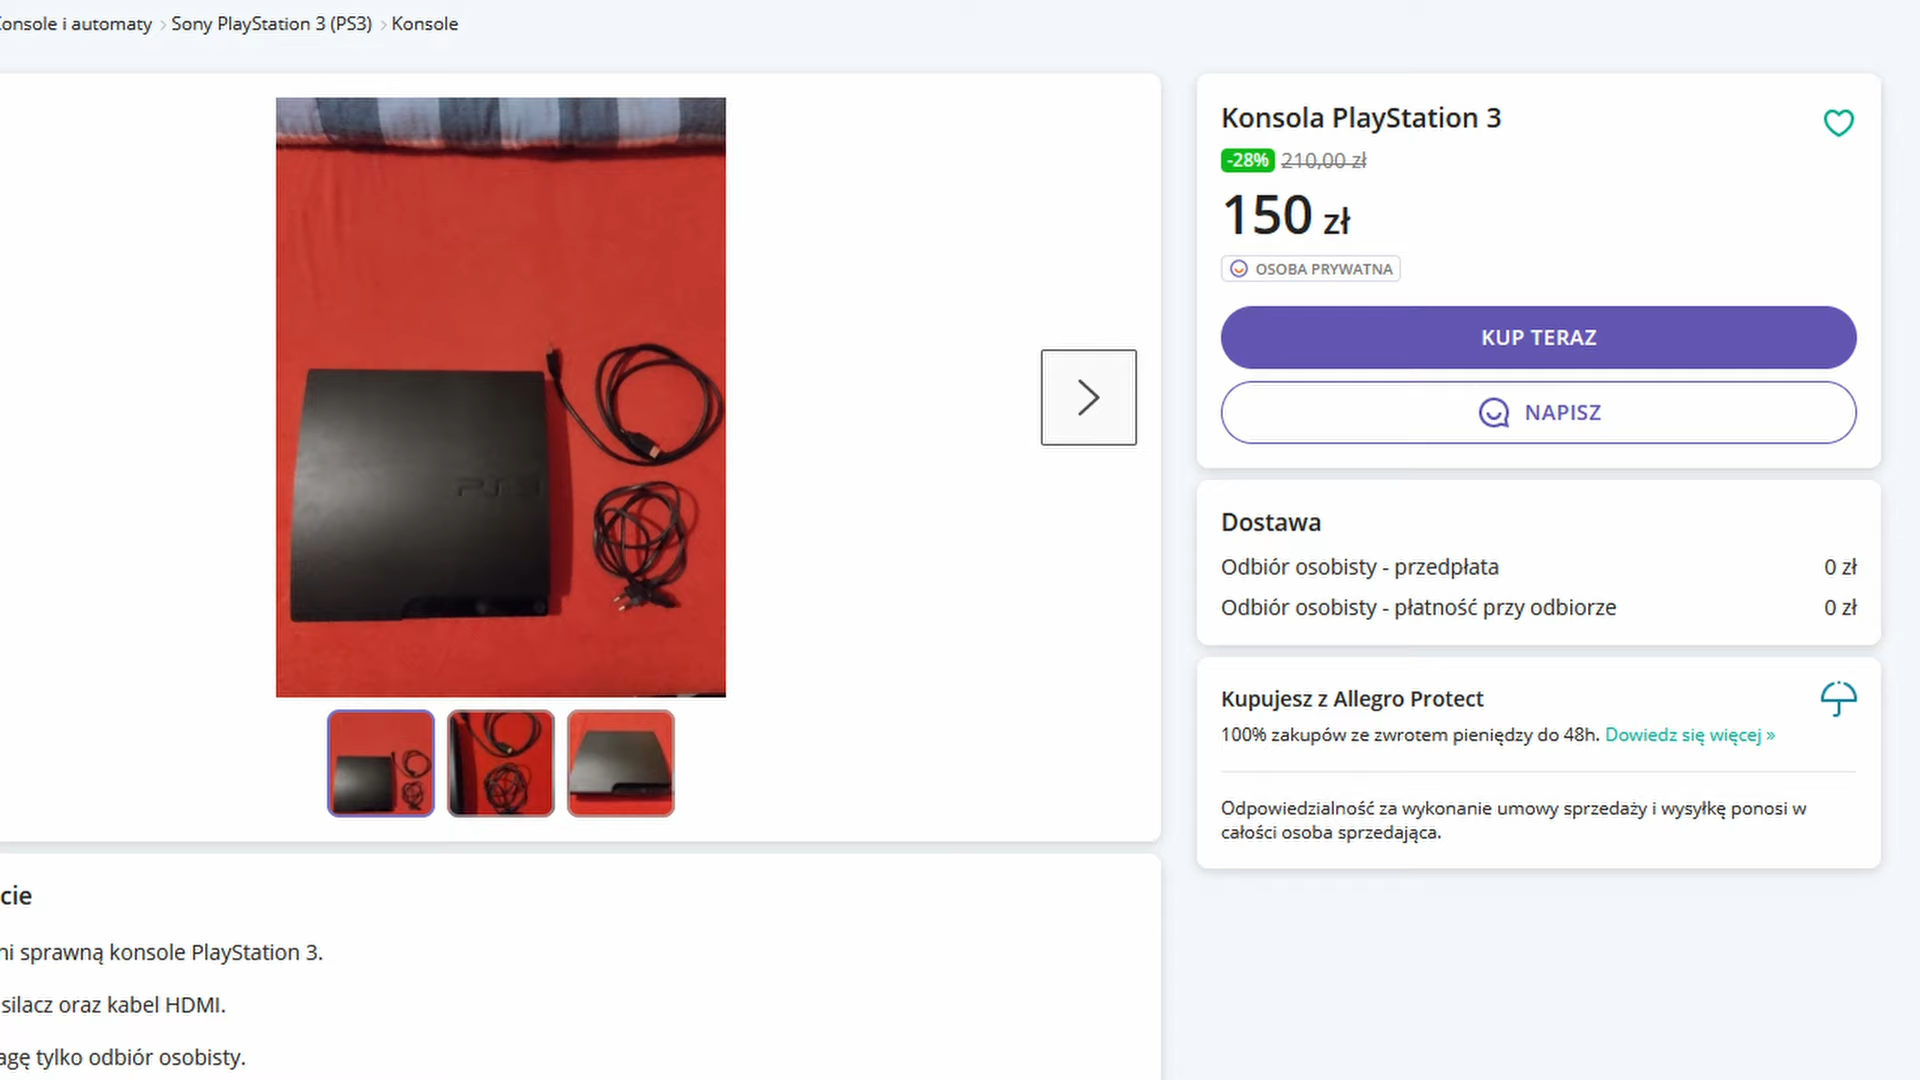 Konsole i automaty > Sony PlayStation 3 (PS3) > Konsole
Konsola PlayStation 3
-28% 210,00 zł
150 zł
OSOBA PRYWATNA
KUP TERAZ
NAPISZ
Dostawa
Odbiór osobisty - przedpłata 0 zł
Odbiór osobisty - płatność przy odbiorze 0 zł
Kupujesz z Allegro Protect
100% zakupów ze zwrotem pieniędzy do 48h. Dowiedz się więcej »
Odpowiedzialność za wykonanie umowy sprzedaży i wysyłkę ponosi w
całości osoba sprzedająca.
PS3
cie
ni sprawną konsole PlayStation 3.
silacz oraz kabel HDMI.
agę tylko odbiór osobisty.